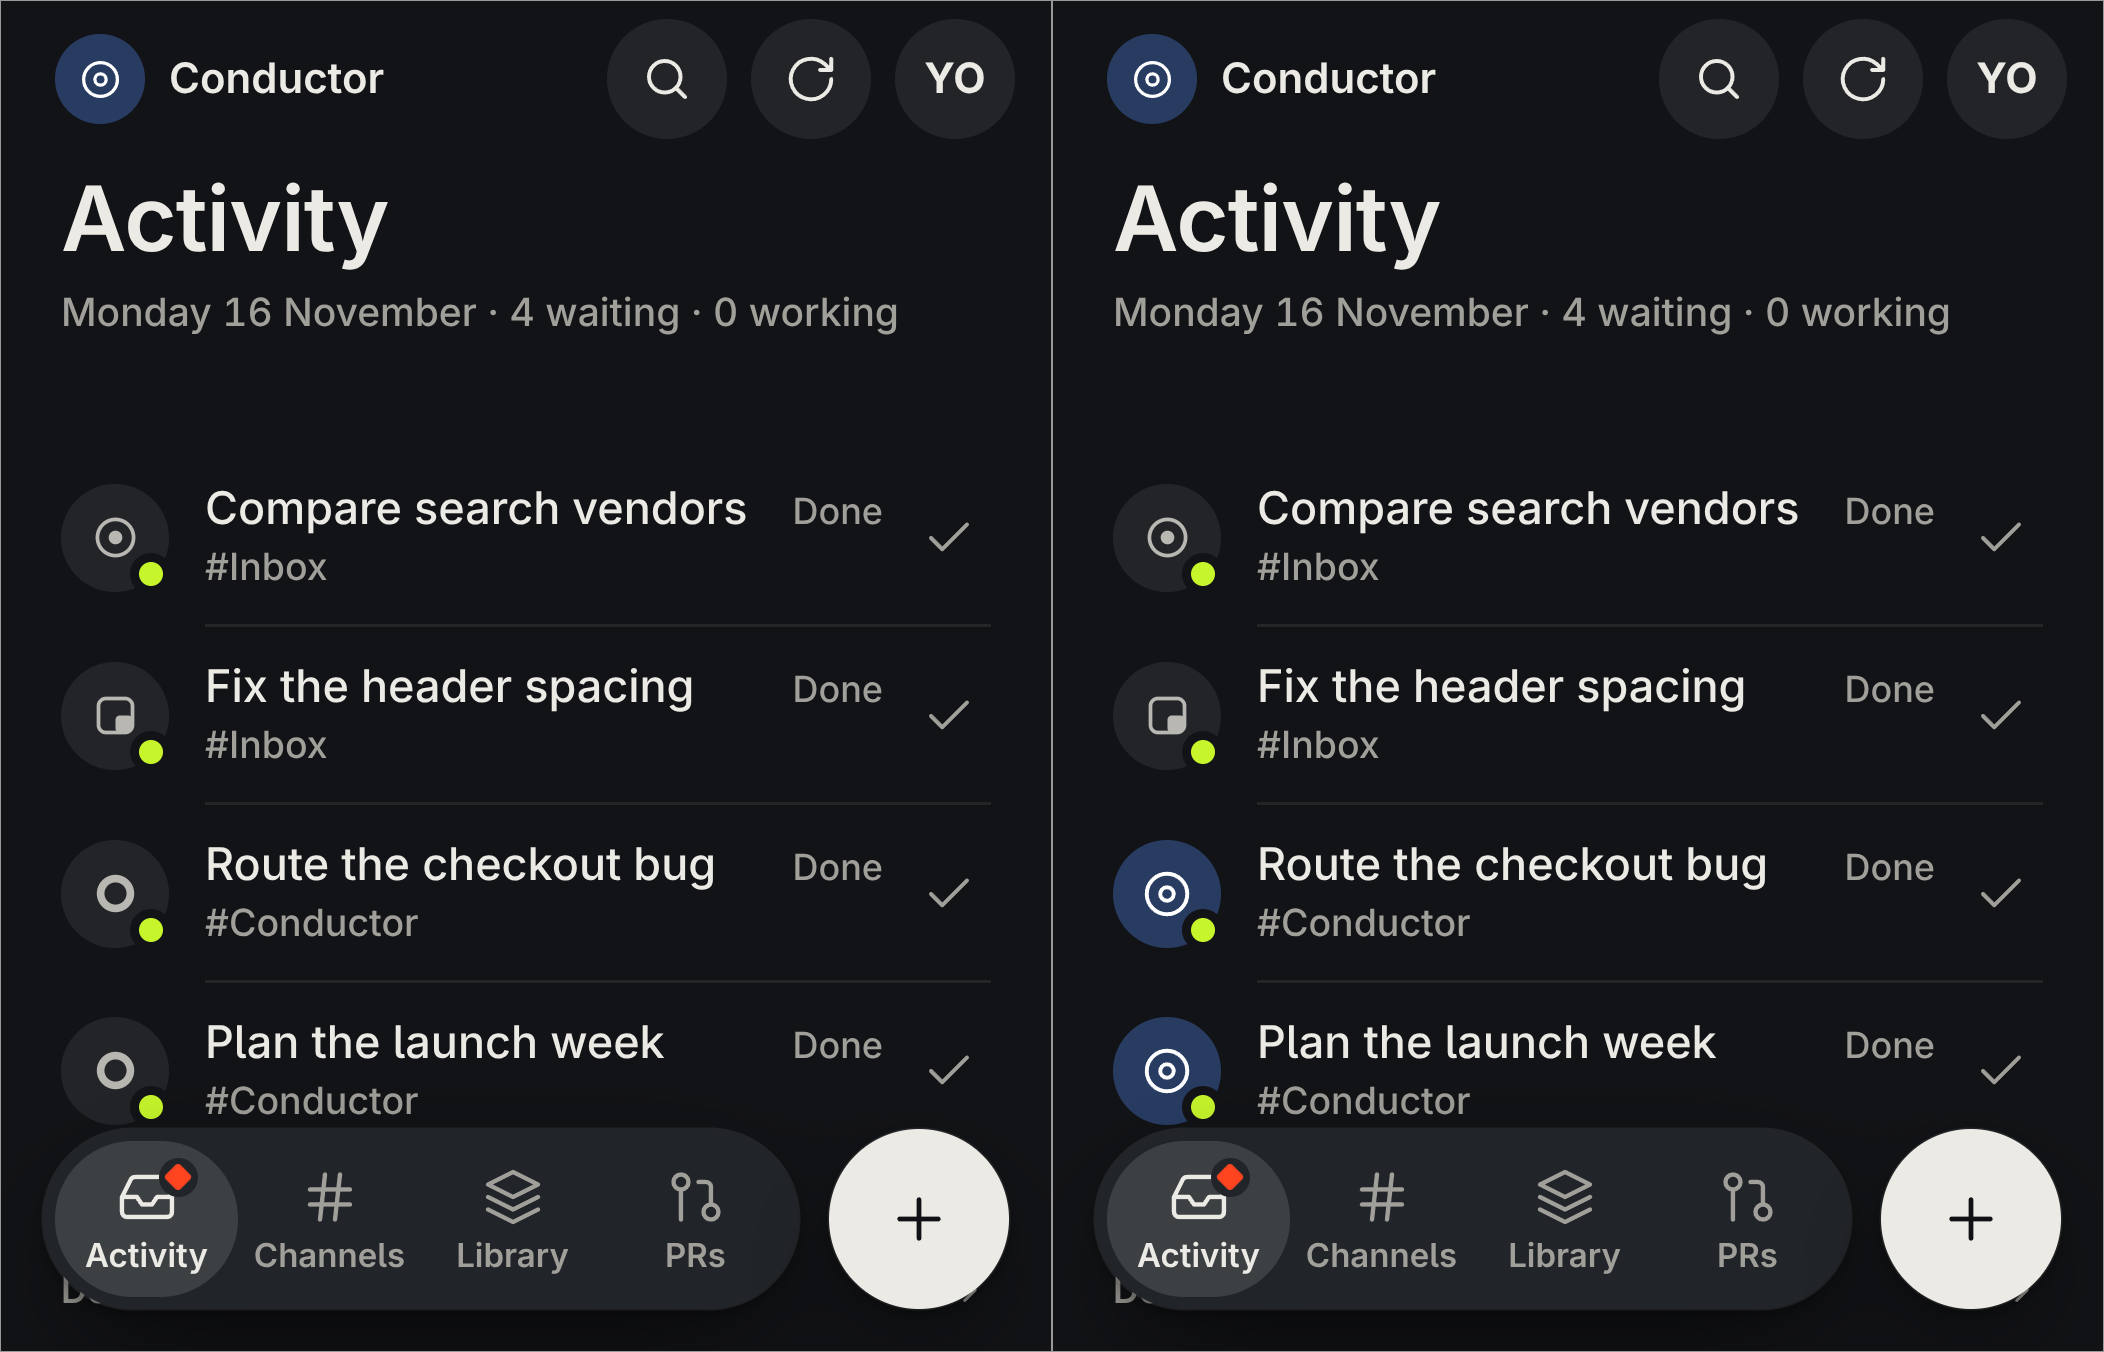 Conductor
YO
Activity
Monday 16 November · 4 waiting · 0 working
Compare search vendors
Done
#Inbox
Fix the header spacing
Done
#Inbox
Route the checkout bug
Done
#Conductor
Plan the launch week
Done
#Conductor
Activity
Channels
Library
PRs
Conductor
YO
Activity
Monday 16 November · 4 waiting · 0 working
Compare search vendors
Done
#Inbox
Fix the header spacing
Done
#Inbox
Route the checkout bug
Done
#Conductor
Plan the launch week
Done
#Conductor
Activity
Channels
Library
PRs